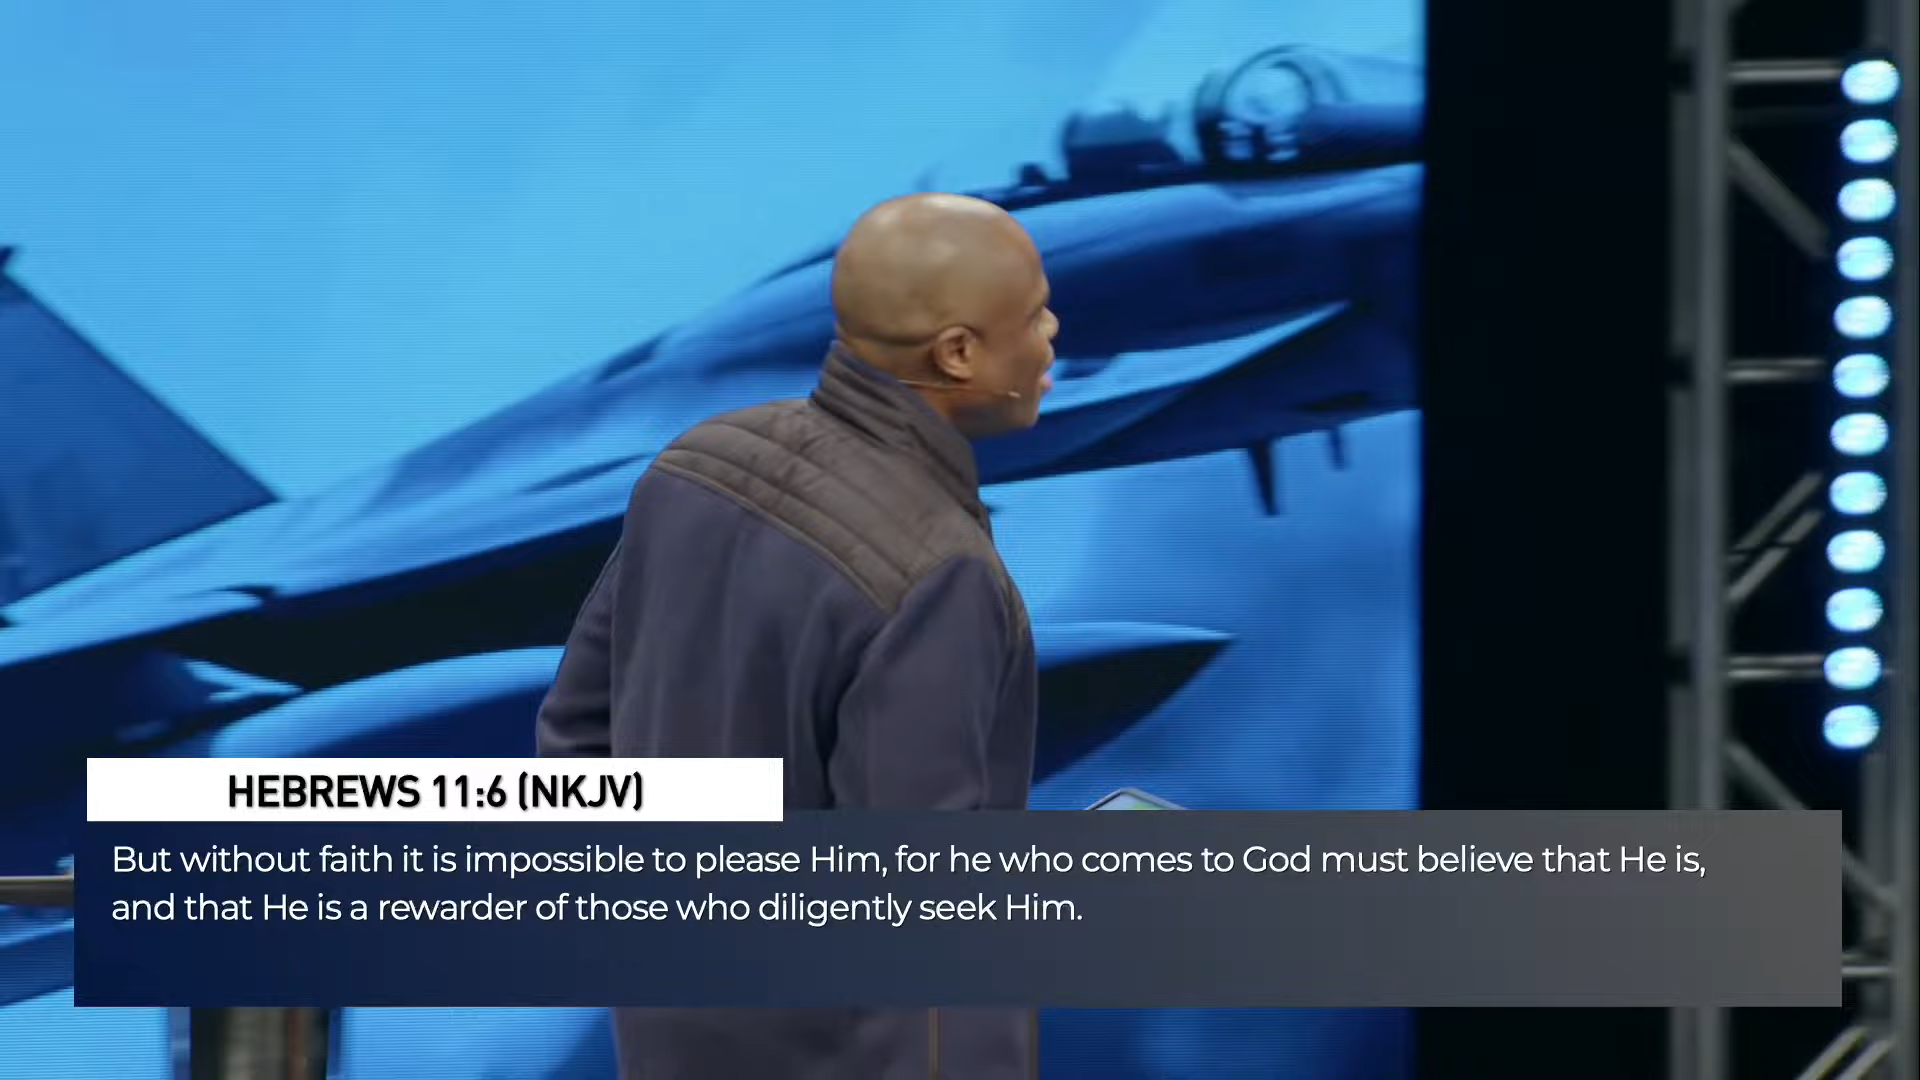 HEBREWS 11:6 (NKJV)
But without faith it is impossible to please Him, for he who comes to God must believe that He is,
and that He is a rewarder of those who diligently seek Him.